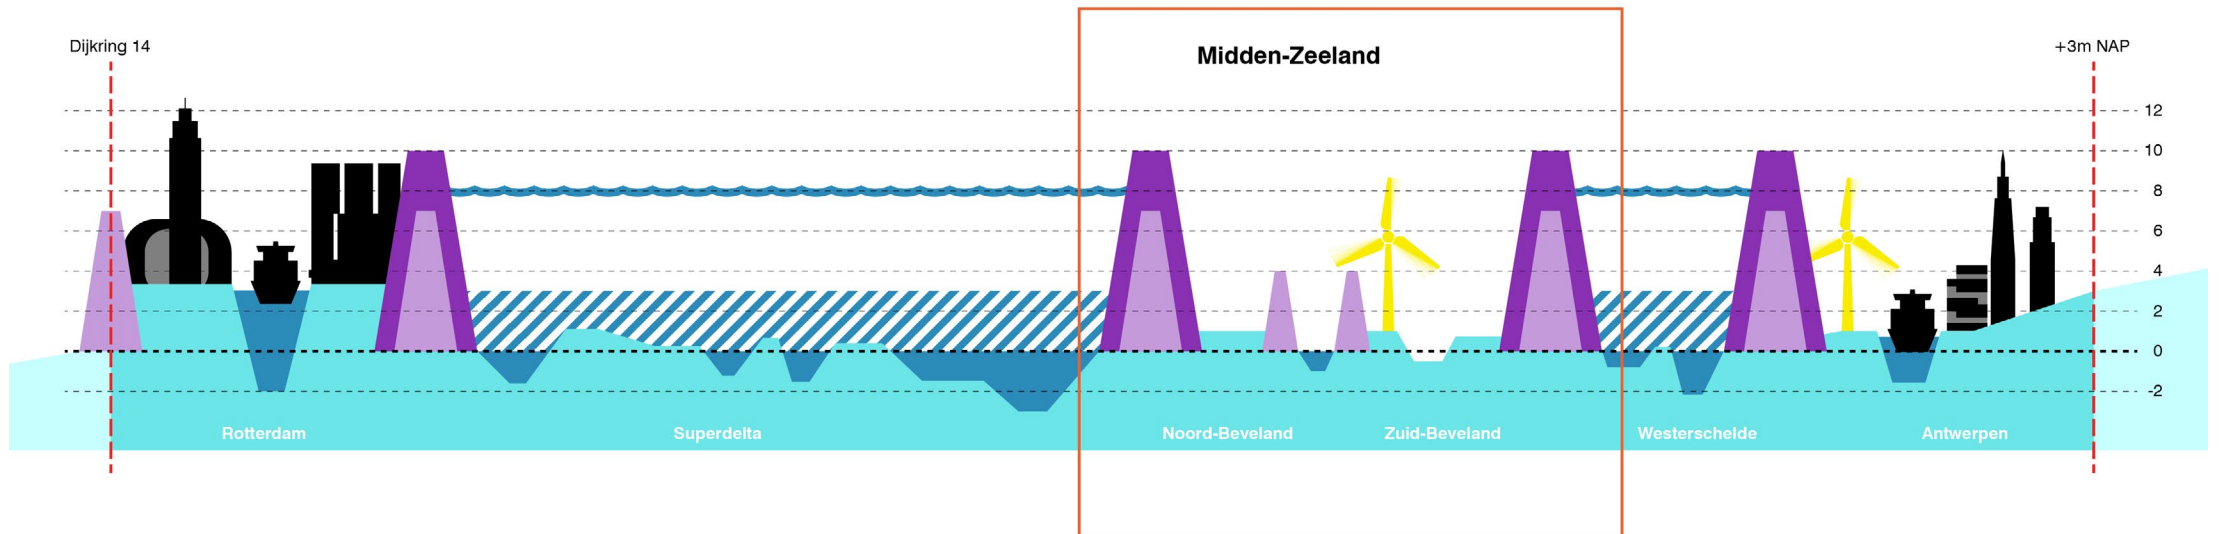 Dijkring 14
Midden-Zeeland
+3m NAP
12
10
8
6
4
2
0
-2
Rotterdam
Superdelta
Noord-Beveland
Zuid-Beveland
Westerschelde
Antwerpen